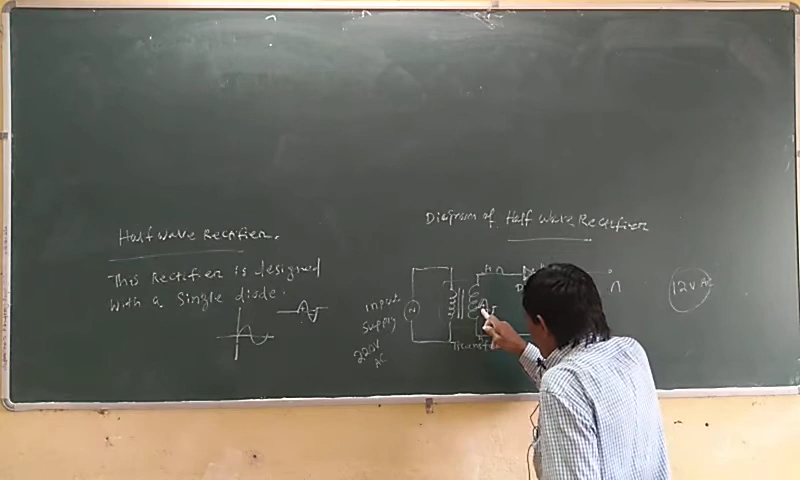 Half wave Rectifier.
This Rectifier is designed
with a single diode.
Diagram of Half wave Rectifier
Input
Supply
220V
AC
N
D
12V AC